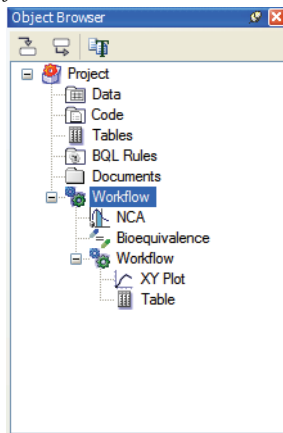 Object Browser
Project
Data
Code
Tables
BQL Rules
Documents
Workflow
NCA
Bioequivalence
Workflow
XY Plot
Table